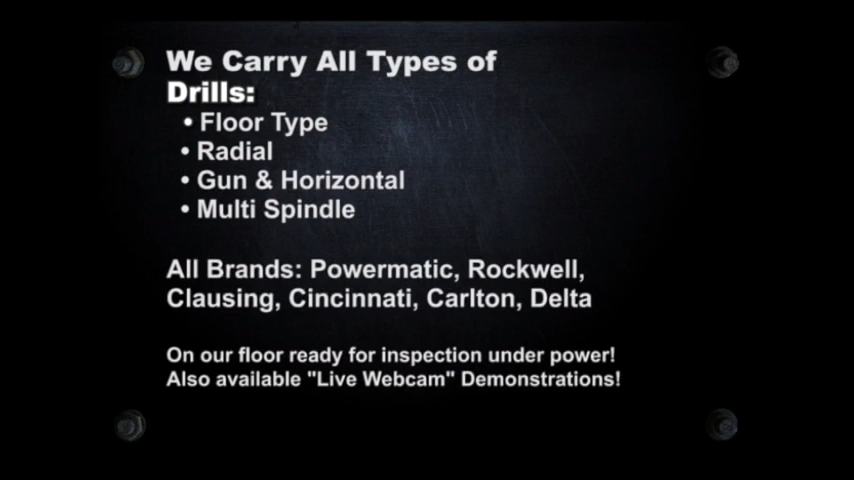 We Carry All Types of
Drills:
• Floor Type
• Radial
• Gun & Horizontal
• Multi Spindle
All Brands: Powermatic, Rockwell,
Clausing, Cincinnati, Carlton, Delta
On our floor ready for inspection under power!
Also available "Live Webcam" Demonstrations!